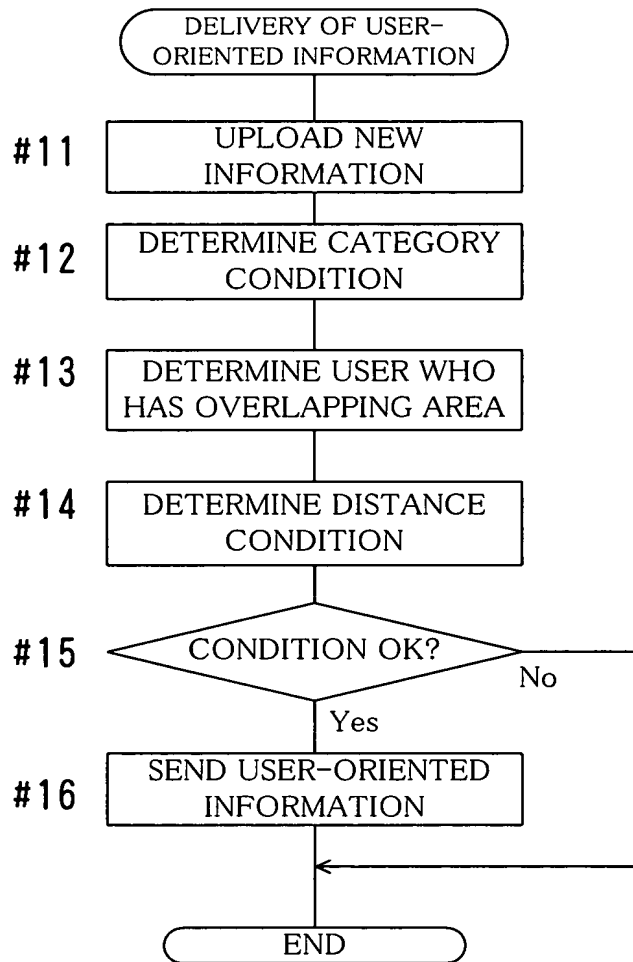 DELIVERY OF USER-
ORIENTED INFORMATION
#11
UPLOAD NEW
INFORMATION
#12
DETERMINE CATEGORY
CONDITION
#13
DETERMINE USER WHO
HAS OVERLAPPING AREA
#14
DETERMINE DISTANCE
CONDITION
#15
CONDITION OK?
No
Yes
#16
SEND USER-ORIENTED
INFORMATION
END